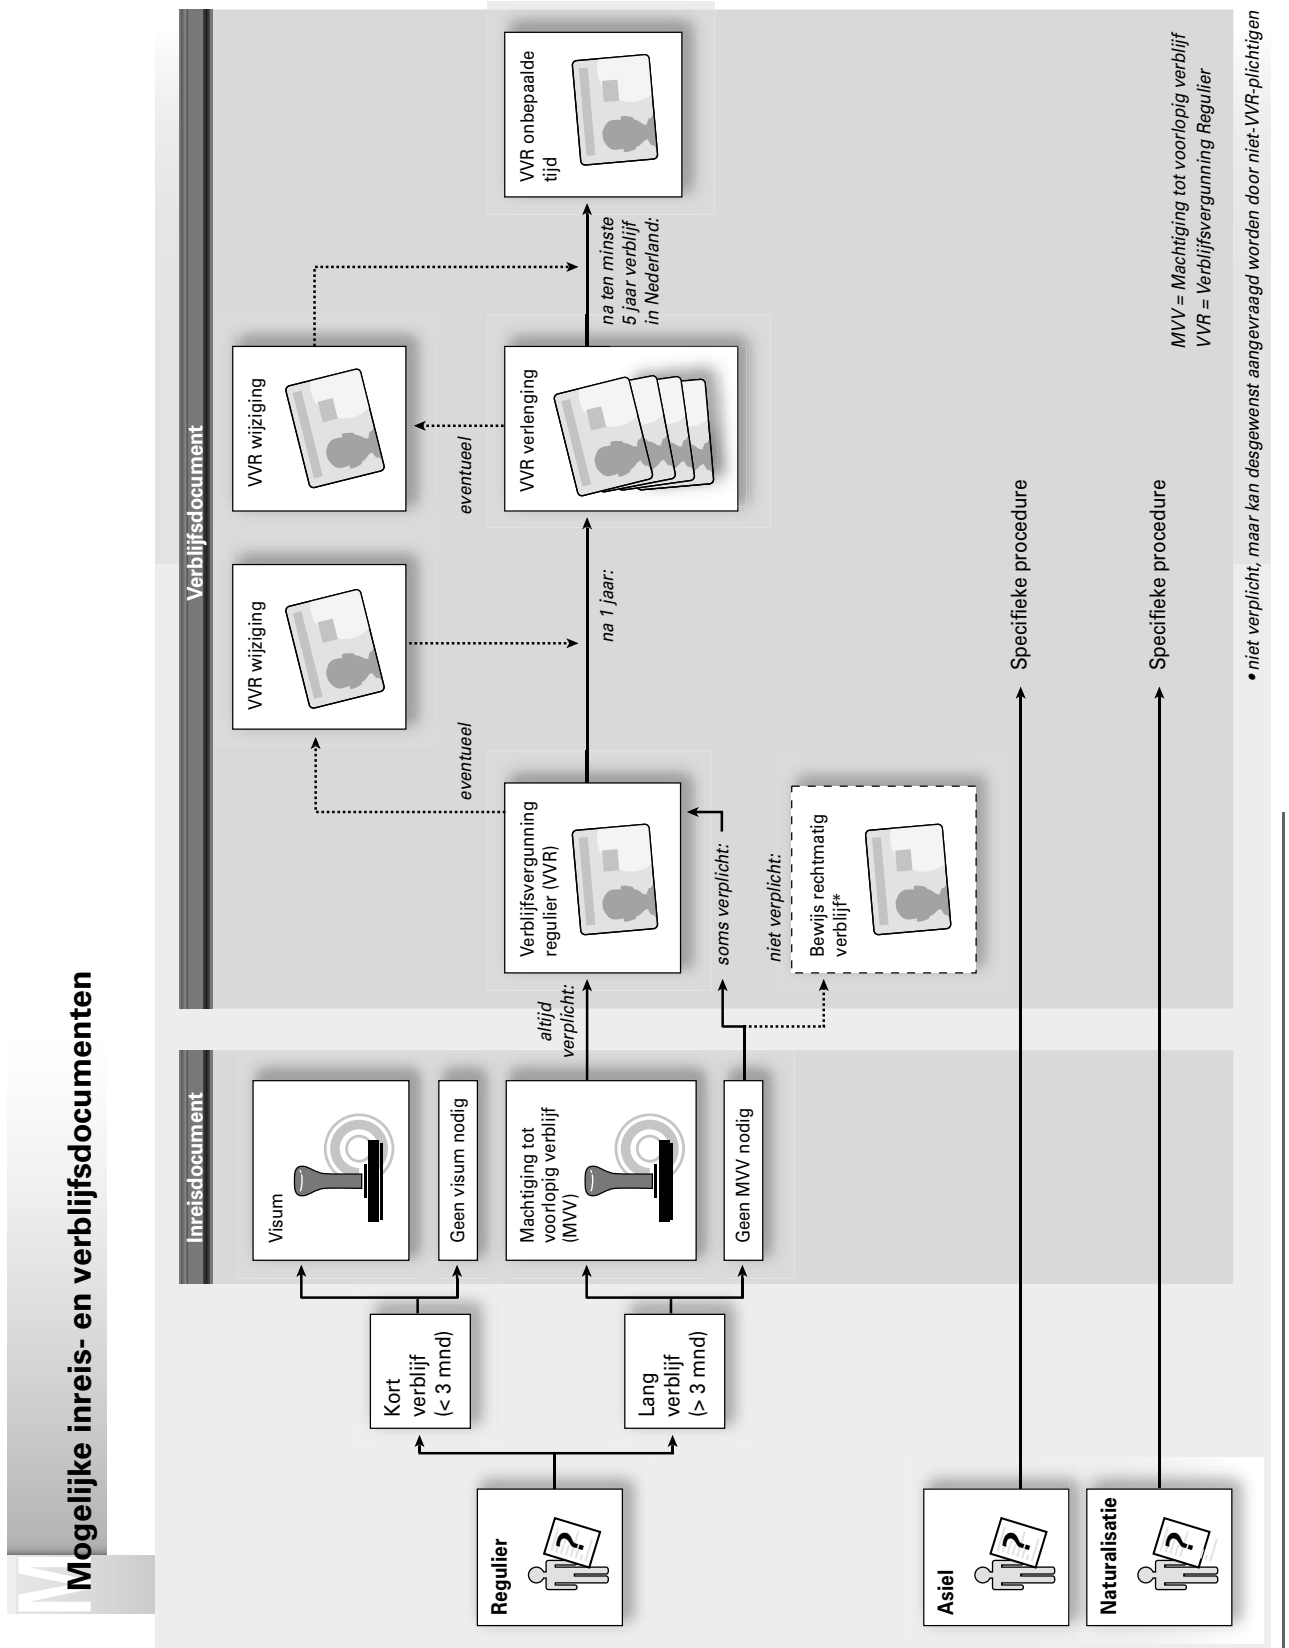 M
Mogelijke inreis- en verblijfsdocumenten
Inreisdocument
Verblijfsdocument
Regulier
Kort
verblijf
(< 3 mnd)
Lang
verblijf
(> 3 mnd)
Visum
Geen visum nodig
Machtiging tot
voorlopig verblijf
(MVV)
Geen MVV nodig
altijd
verplicht:
soms verplicht:
niet verplicht:
Verblijfsvergunning
regulier (VVR)
Bewijs rechtmatig
verblijf*
eventueel
VVR wijziging
na 1 jaar:
VVR verlenging
eventueel
VVR wijziging
na ten minste
5 jaar verblijf
in Nederland:
VVR onbepaalde
tijd
Asiel
Specifieke procedure
Naturalisatie
Specifieke procedure
MVV = Machtiging tot voorlopig verblijf
VVR = Verblijfsvergunning Regulier
• niet verplicht, maar kan desgewenst aangevraagd worden door niet-VVR-plichtigen